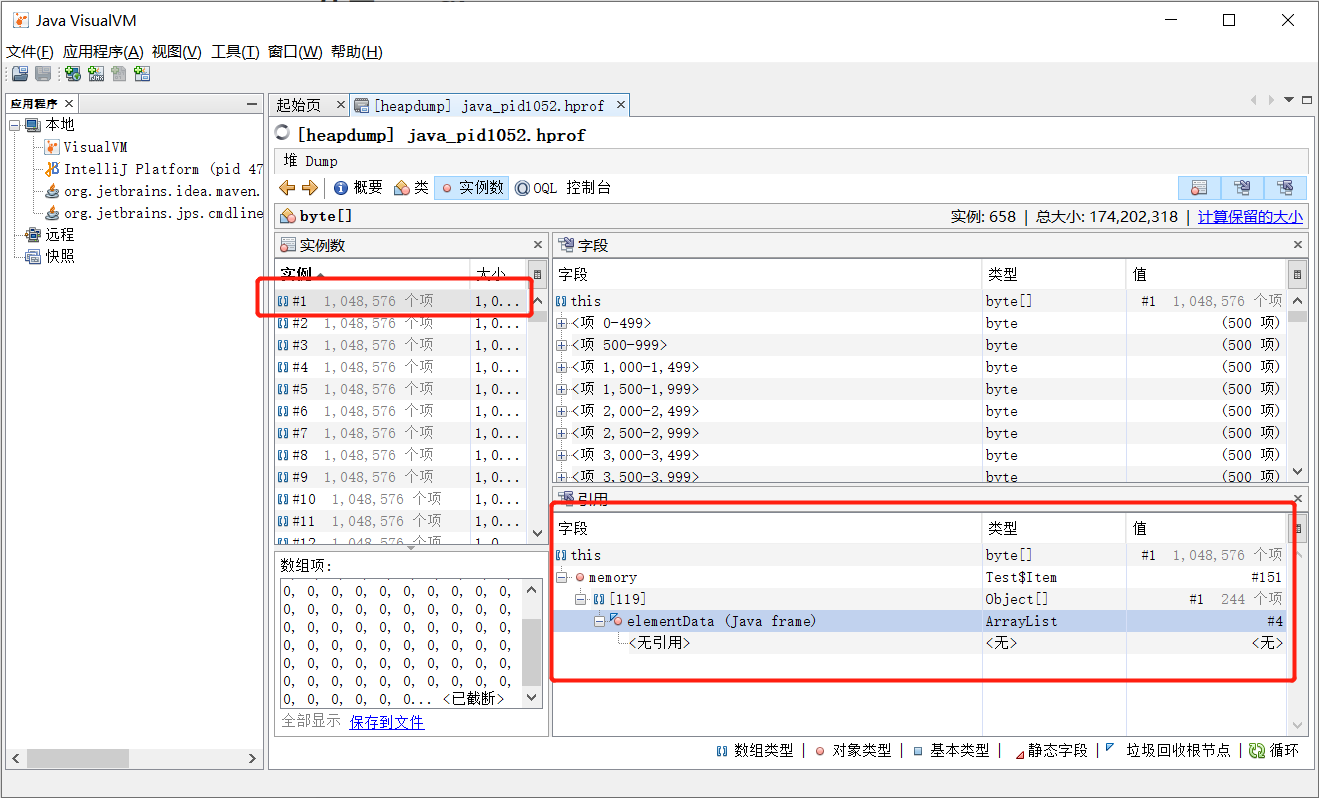 Java VisualVM
文件(F) 应用程序(A) 视图(V) 工具(T) 窗口(W) 帮助(H)
应用程序
本地
VisualVM
IntelliJ Platform (pid 47
org.jetbrains.idea.maven.
org.jetbrains.jps.cmdline
远程
快照
起始页 [heapdump] java_pid1052.hprof
[heapdump] java_pid1052.hprof
堆 Dump
概要 类 实例数 OQL 控制台
byte[] 实例: 658 | 总大小: 174,202,318 | 计算保留的大小
实例数
实例 大小
#1 1,048,576 个项 1,0...
#2 1,048,576 个项 1,0...
#3 1,048,576 个项 1,0...
#4 1,048,576 个项 1,0...
#5 1,048,576 个项 1,0...
#6 1,048,576 个项 1,0...
#7 1,048,576 个项 1,0...
#8 1,048,576 个项 1,0...
#9 1,048,576 个项 1,0...
#10 1,048,576 个项 1,0...
#11 1,048,576 个项 1,0...
#12 1,048,576 个项 1,0
数组项:
0, 0, 0, 0, 0, 0, 0, 0, 0, 0,
0, 0, 0, 0, 0, 0, 0, 0, 0, 0,
0, 0, 0, 0, 0, 0, 0, 0, 0, 0,
0, 0, 0, 0, 0, 0, 0, 0, 0, 0,
0, 0, 0, 0, 0, 0, 0, 0, 0, 0,
0, 0, 0, 0, 0, 0, 0, 0, 0, 0,
0, 0, 0, 0, 0, 0... <已截断>
全部显示 保存到文件
字段
字段 类型 值
this byte[] #1 1,048,576 个项
<项 0-499> byte (500 项)
<项 500-999> byte (500 项)
<项 1,000-1,499> byte (500 项)
<项 1,500-1,999> byte (500 项)
<项 2,000-2,499> byte (500 项)
<项 2,500-2,999> byte (500 项)
<项 3,000-3,499> byte (500 项)
<项 3,500-3,999> byte (500 项)
引用
字段 类型 值
this byte[] #1 1,048,576 个项
memory Test$Item #151
[119] Object[] #1 244 个项
elementData (Java frame) ArrayList #4
<无引用> <无> <无>
数组类型 | 对象类型 | 基本类型 | 静态字段 | 垃圾回收根节点 | 循环